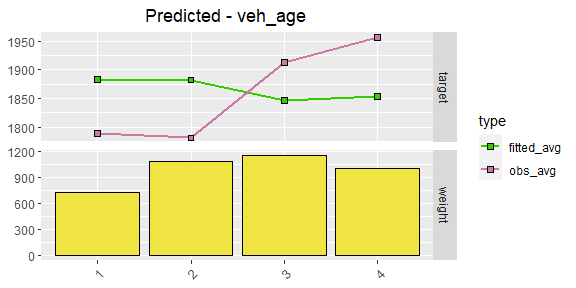 Predicted - veh_age
1950
1900
1850
1800
target
1200
900
600
300
0
weight
1
2
3
4
type
fitted_avg
obs_avg